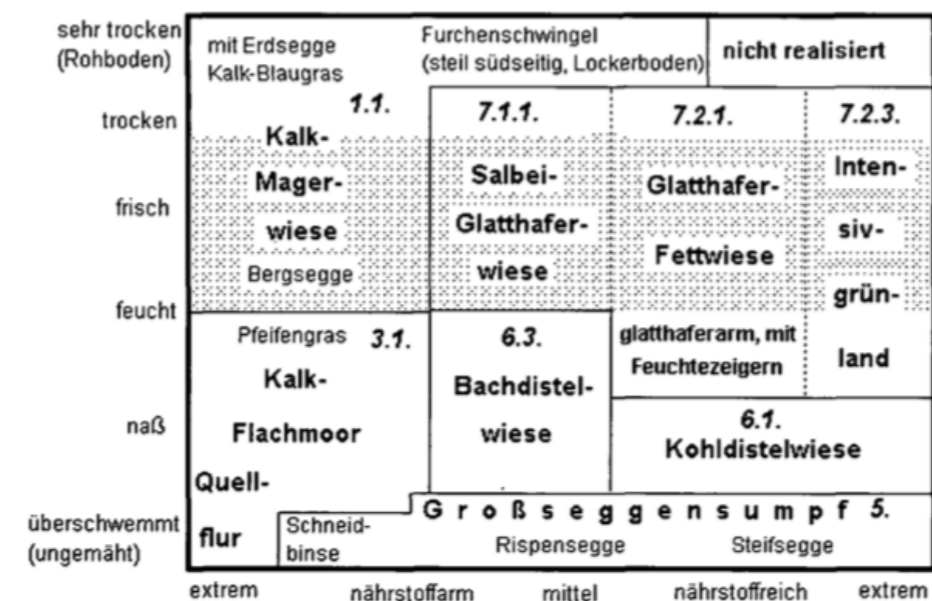 sehr trocken
(Rohboden)
mit Erdsegge
Kalk-Blaugras
Furchenschwingel
(steil südseitig, Lockerboden)
nicht realisiert
trocken
1.1.
7.1.1.
7.2.1.
7.2.3.
Kalk-
Mager-
wiese
Bergsegge
Salbei-
Glatthafer-
wiese
Glatthafer-
Fettwiese
Inten-
siv-
grün-
land
frisch
feucht
Pfeifengras 3.1.
Kalk-
Flachmoor
Quell-
flur
6.3.
Bachdistel-
wiese
glatthaferarm, mit
Feuchtezeigern
naß
6.1.
Kohldistelwiese
überschwemmt
(ungemäht)
Schneid-
binse
Großseggensumpf 5.
Rispensegge Steifsegge
extrem nährstoffarm mittel nährstoffreich extrem